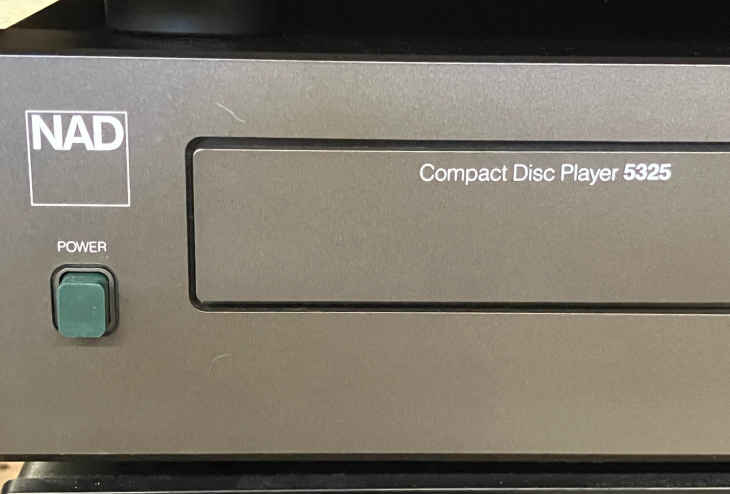 NAD
Compact Disc Player 5325
POWER